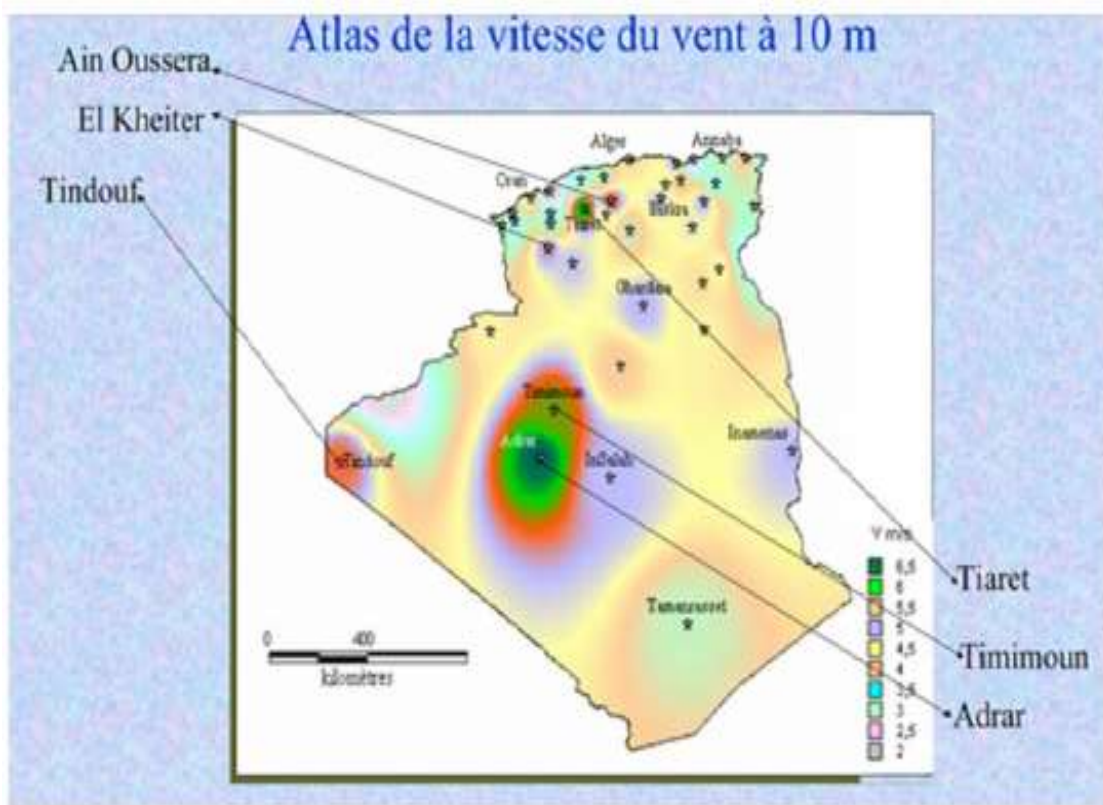 Atlas de la vitesse du vent à 10 m
Ain Oussera
El Kheiter
Tindouf
Alger
Annaba
Oran
Ghardaia
Timimoun
Adrar
InSalah
Inamenas
Tindouf
Tamanrasset
V m/s
6,5
6
5,5
5
4,5
4
3,5
3
2,5
2
0 400
kilomètres
Tiaret
Timimoun
Adrar